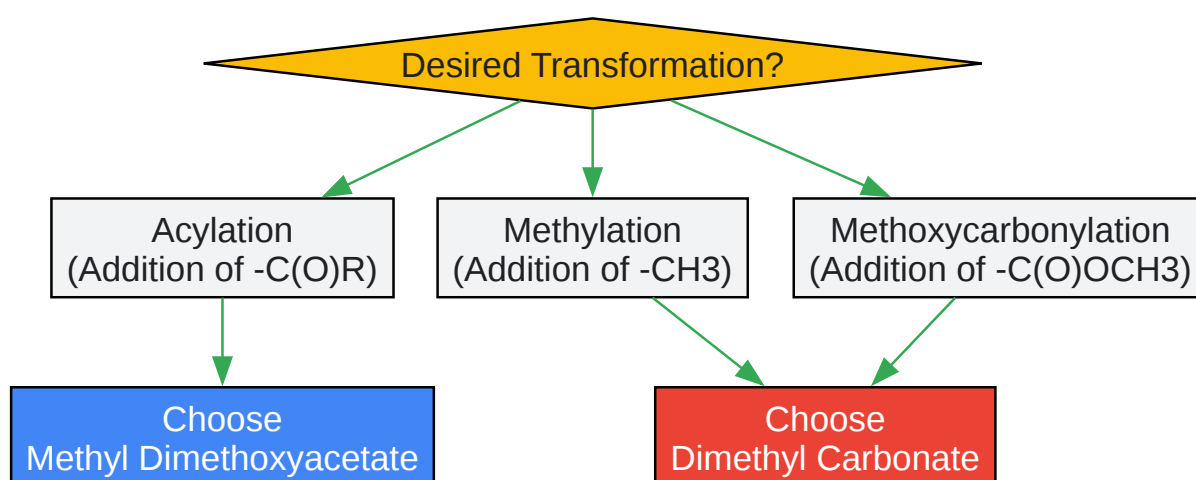 Desired Transformation?
Acylation
(Addition of -C(O)R)
Methylation
(Addition of -CH3)
Methoxycarbonylation
(Addition of -C(O)OCH3)
Choose
Methyl Dimethoxyacetate
Choose
Dimethyl Carbonate